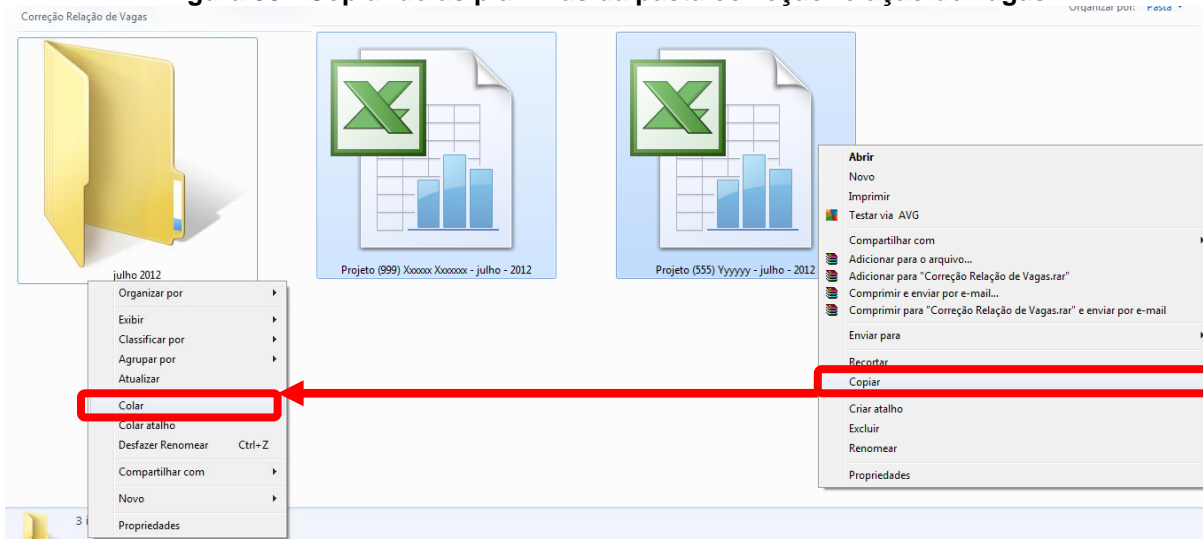 Correção Relação de Vagas
Organizar por: Pasta
julho 2012
Projeto (999) Xxxxx Xxxxxx - julho - 2012
Projeto (555) Yyyyyy - julho - 2012
Organizar por
Exibir
Classificar por
Agrupar por
Atualizar
Colar
Colar atalho
Desfazer Renomear Ctrl+Z
Compartilhar com
Novo
Propriedades
3
Abrir
Novo
Imprimir
Testar via AVG
Compartilhar com
Adicionar para o arquivo...
Adicionar para "Correção Relação de Vagas.rar"
Comprimir e enviar por e-mail...
Comprimir para "Correção Relação de Vagas.rar" e enviar por e-mail
Enviar para
Recortar
Copiar
Criar atalho
Excluir
Renomear
Propriedades